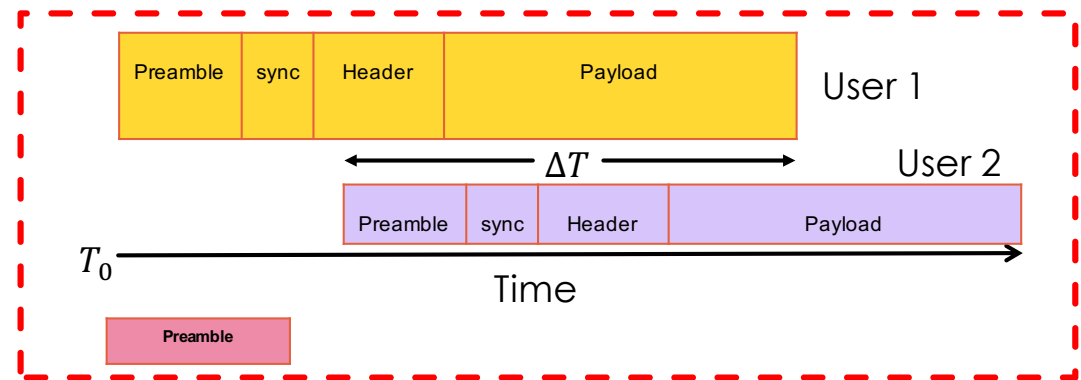 Preamble sync Header Payload
User 1
ΔT
User 2
Preamble sync Header Payload
T₀
Time
Preamble